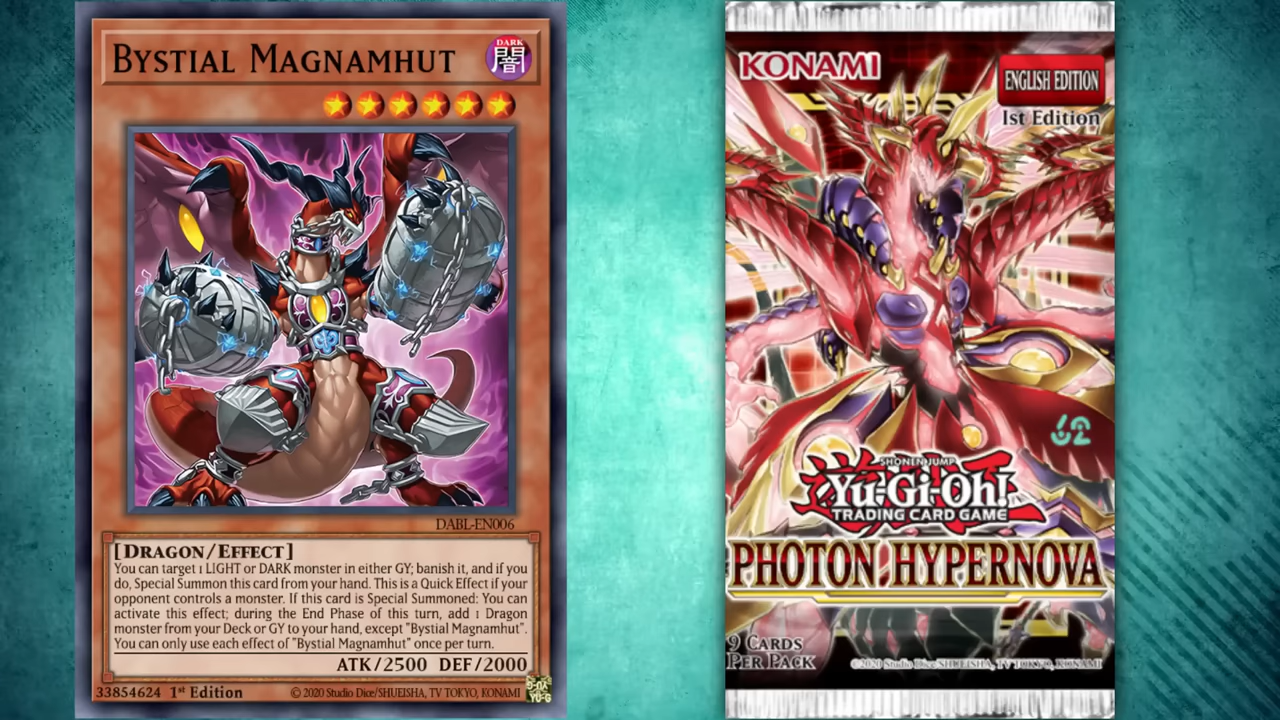 BYSTIAL MAGNAMHUT
DARK
闇
DABL-EN006
[DRAGON/EFFECT]
You can target 1 LIGHT or DARK monster in either GY; banish it, and if you
do, Special Summon this card from your hand. This is a Quick Effect if your
opponent controls a monster. If this card is Special Summoned: You can
activate this effect; during the End Phase of this turn, add 1 Dragon
monster from your Deck or GY to your hand, except "Bystial Magnamhut".
You can only use each effect of "Bystial Magnamhut" once per turn.
ATK/2500 DEF/2000
33854624 1st Edition
© 2020 Studio Dice/SHUEISHA, TV TOKYO, KONAMI
KONAMI
ENGLISH EDITION
1st Edition
SHONEN JUMP
Yu-Gi-Oh!
TRADING CARD GAME
PHOTON HYPERNOVA
9 CARDS
PER PACK
©2020 Studio Dice/SHUEISHA, TV TOKYO, KONAMI